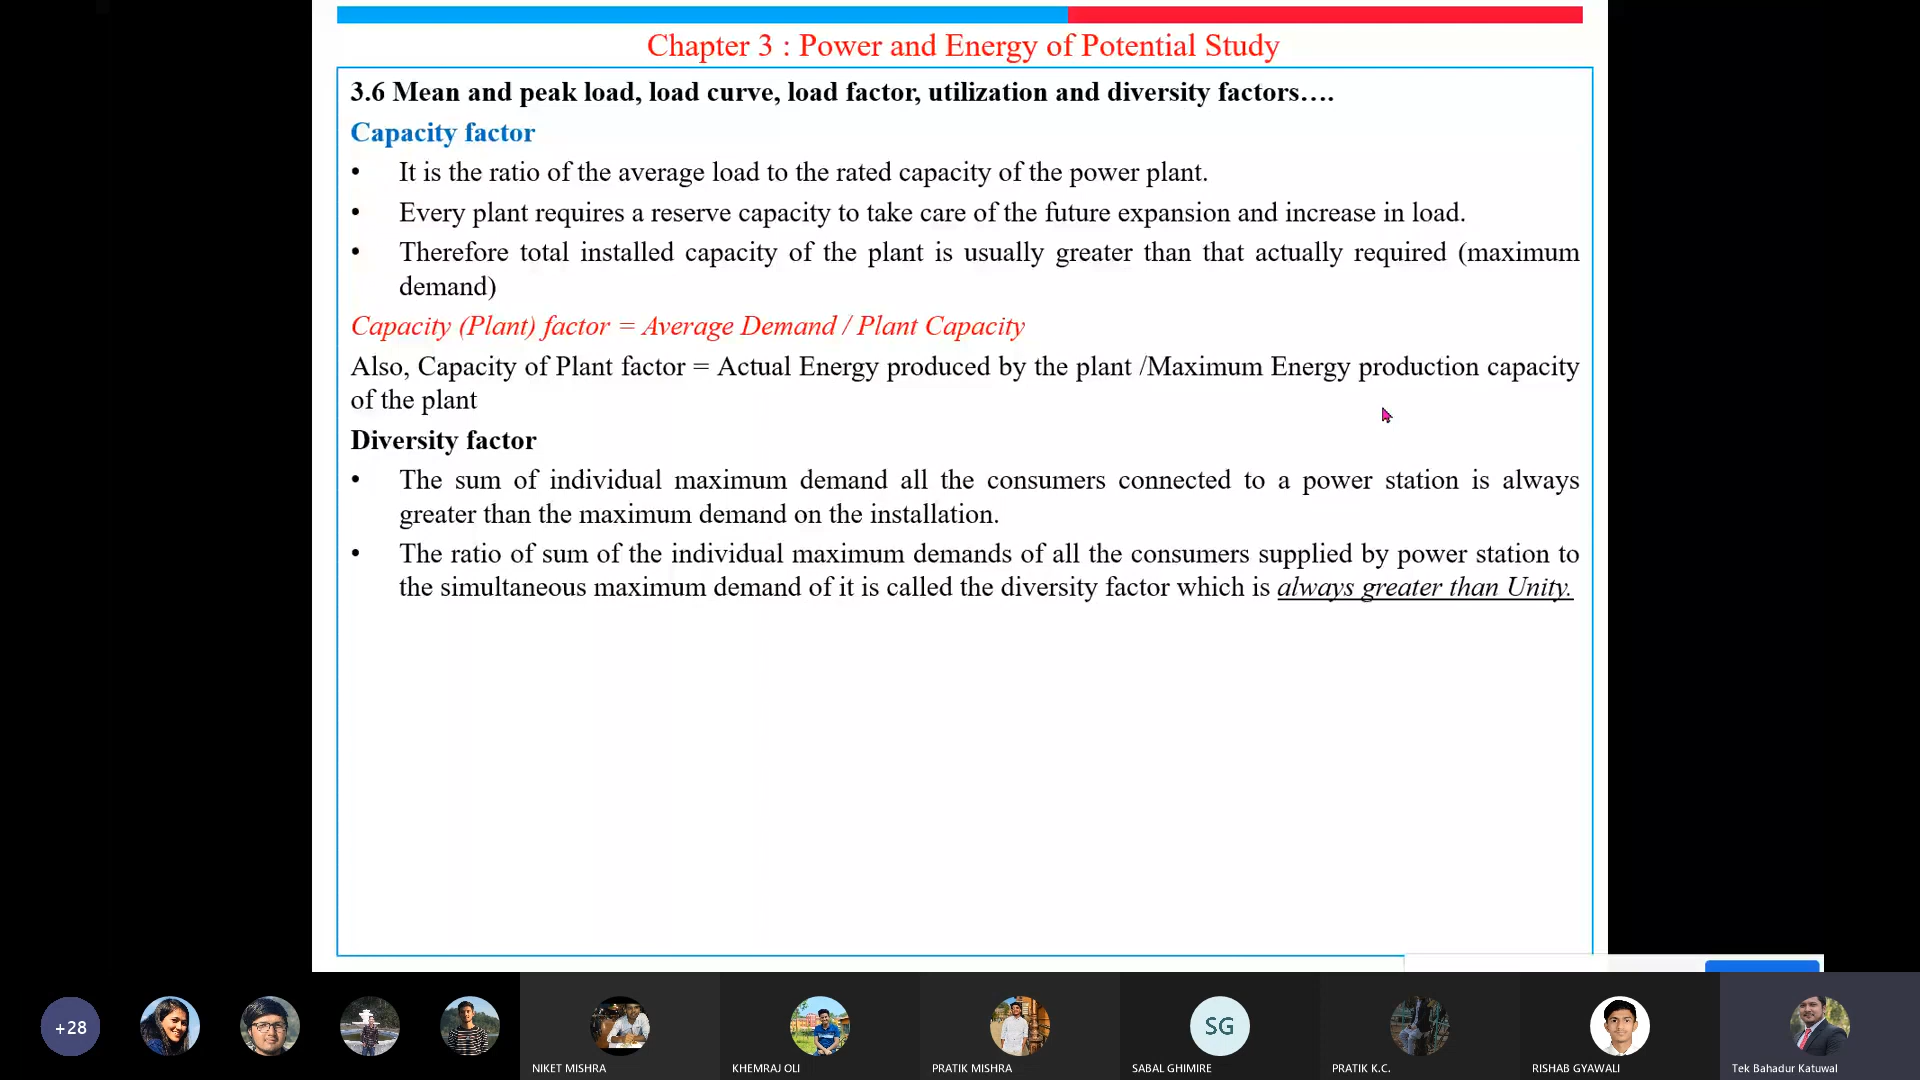 Chapter 3 : Power and Energy of Potential Study
3.6 Mean and peak load, load curve, load factor, utilization and diversity factors….
Capacity factor
• It is the ratio of the average load to the rated capacity of the power plant.
• Every plant requires a reserve capacity to take care of the future expansion and increase in load.
• Therefore total installed capacity of the plant is usually greater than that actually required (maximum
demand)
Capacity (Plant) factor = Average Demand / Plant Capacity
Also, Capacity of Plant factor = Actual Energy produced by the plant /Maximum Energy production capacity
of the plant
Diversity factor
• The sum of individual maximum demand all the consumers connected to a power station is always
greater than the maximum demand on the installation.
• The ratio of sum of the individual maximum demands of all the consumers supplied by power station to
the simultaneous maximum demand of it is called the diversity factor which is always greater than Unity.
+28
SG
NIKET MISHRA
KHEMRAJ OLI
PRATIK MISHRA
SABAL GHIMIRE
PRATIK K.C.
RISHAB GYAWALI
Tek Bahadur Katuwal